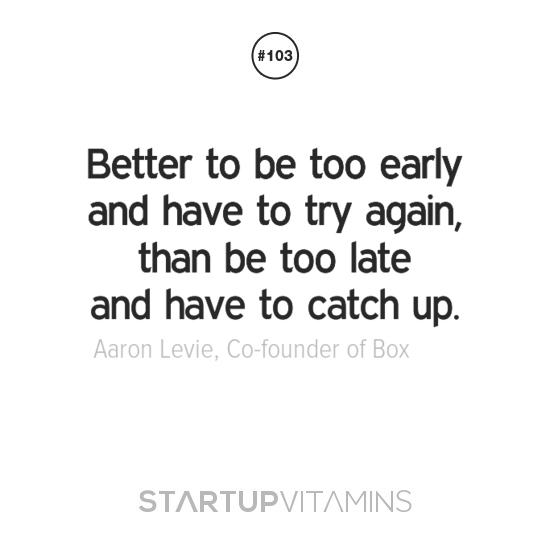 #103
Better to be too early
and have to try again,
than be too late
and have to catch up.
Aaron Levie, Co-founder of Box
STARTUPVITAMINS